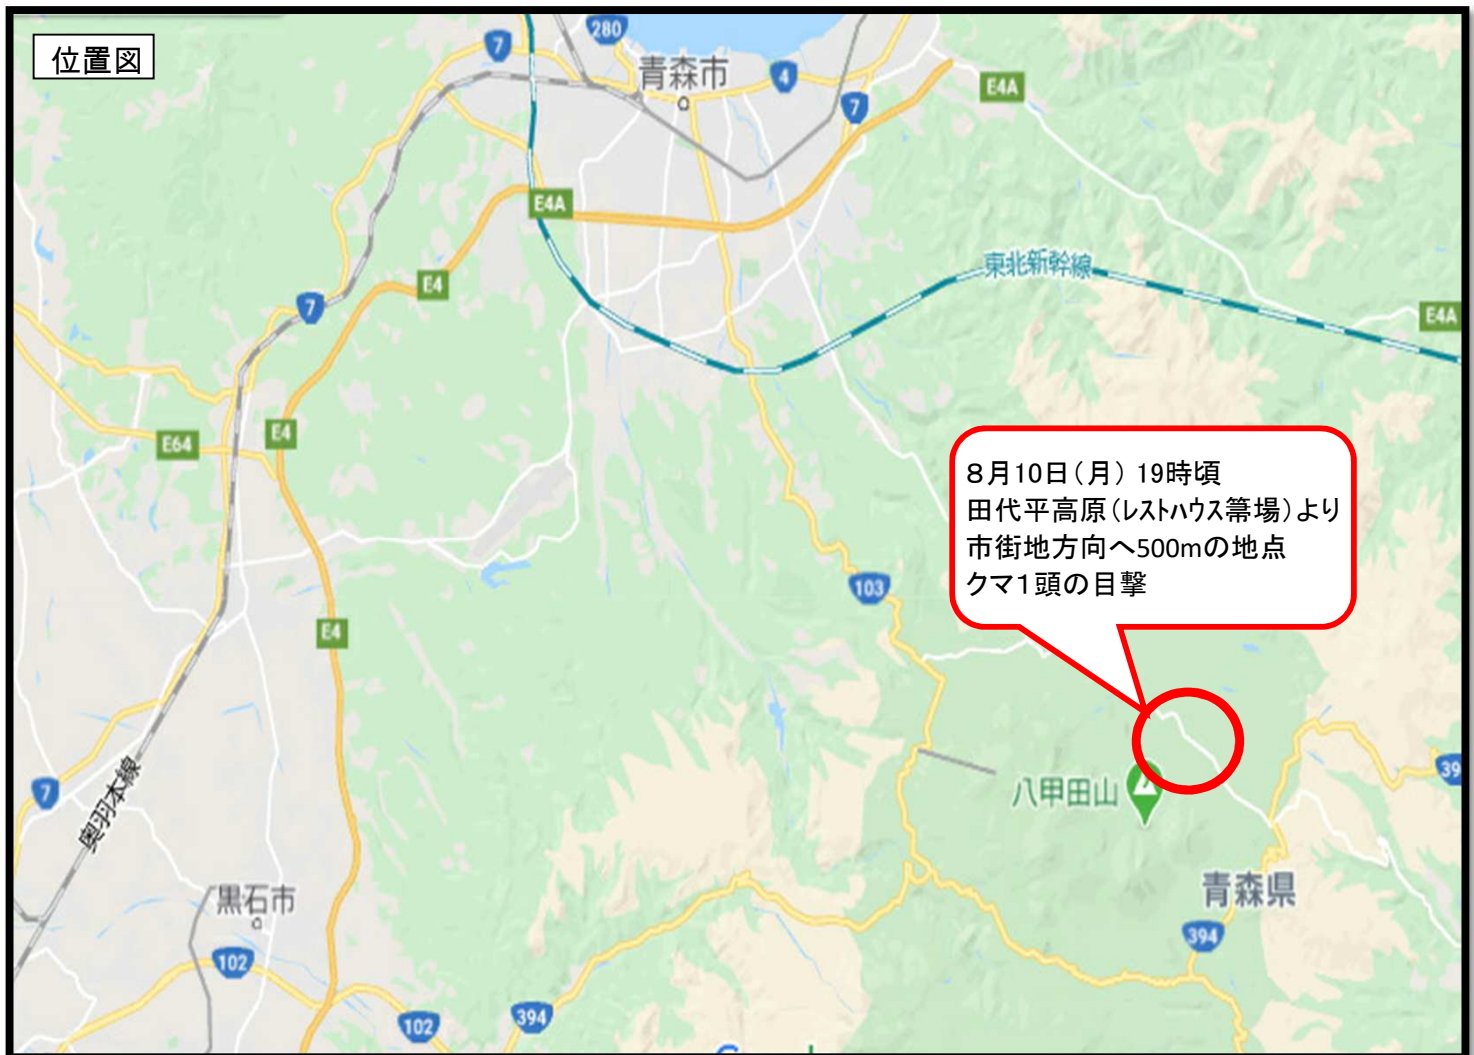 位置図
280
7
青森市
4
7
E4A
E4A
東北新幹線
E4
7
E4A
E4
E64
8月10日(月) 19時頃
田代平高原(レストハウス箒場)より
市街地方向へ500mの地点
クマ1頭の目撃
103
E4
八甲田山
39
7
奥羽本線
黒石市
青森県
394
102
394
102